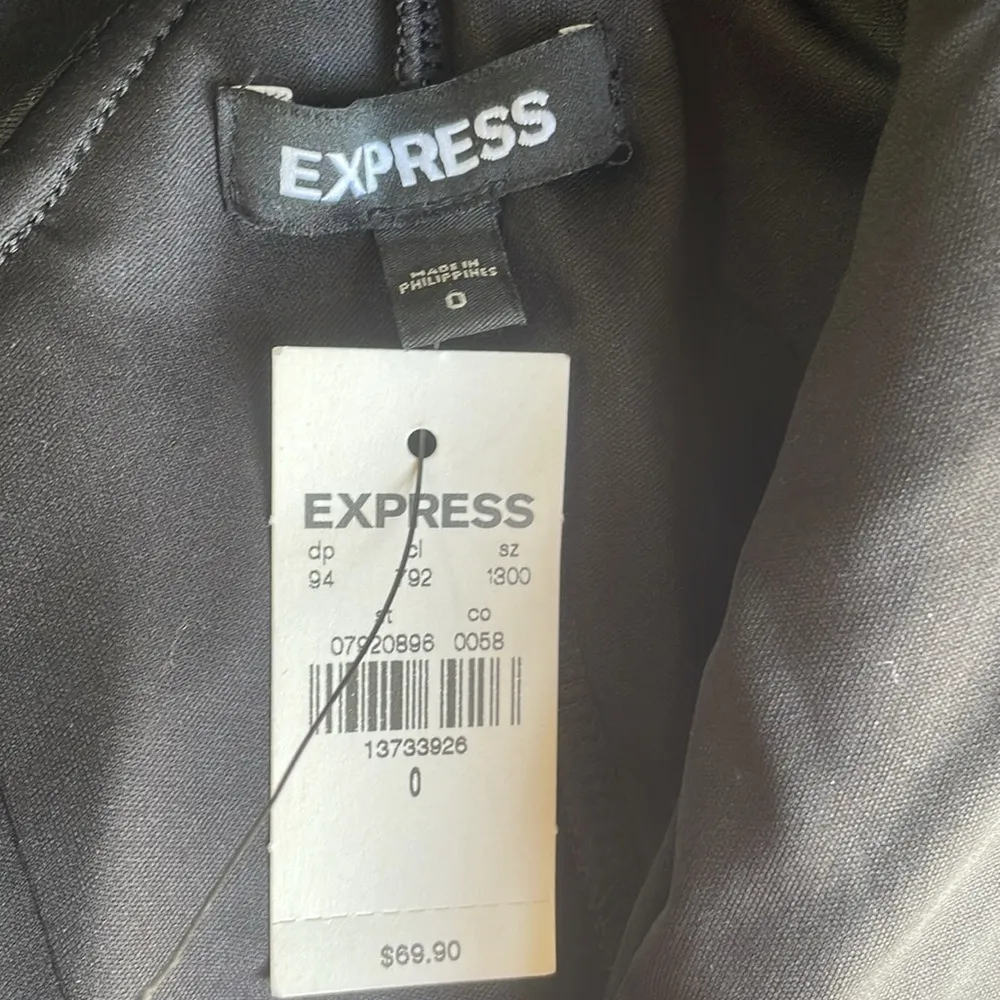 EXPRESS
MADE IN
PHILIPPINES
0
EXPRESS
dp cl sz
94 792 1300
st co
07920896 0058
13733926
0
$69.90